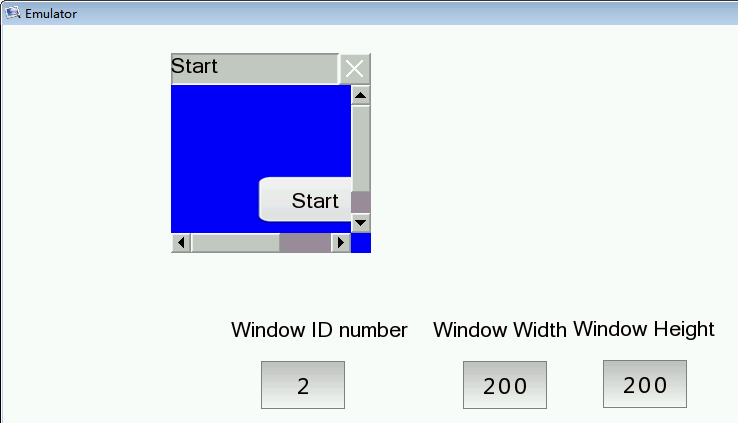 Emulator
Start
Start
Window ID number
Window Width
Window Height
2
200
200